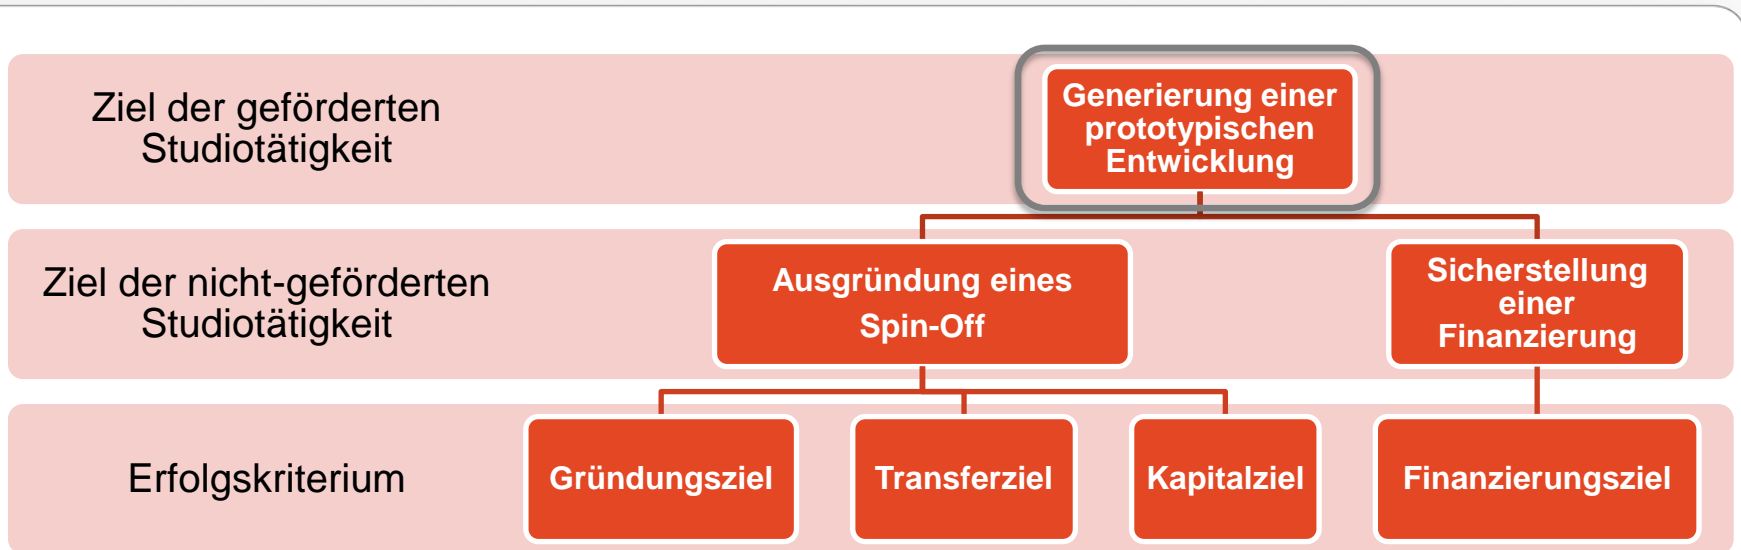 Ziel der geförderten
Studiotätigkeit
Generierung einer
prototypischen
Entwicklung
Ziel der nicht-geförderten
Studiotätigkeit
Ausgründung eines
Spin-Off
Sicherstellung
einer
Finanzierung
Erfolgskriterium
Gründungsziel
Transferziel
Kapitalziel
Finanzierungsziel